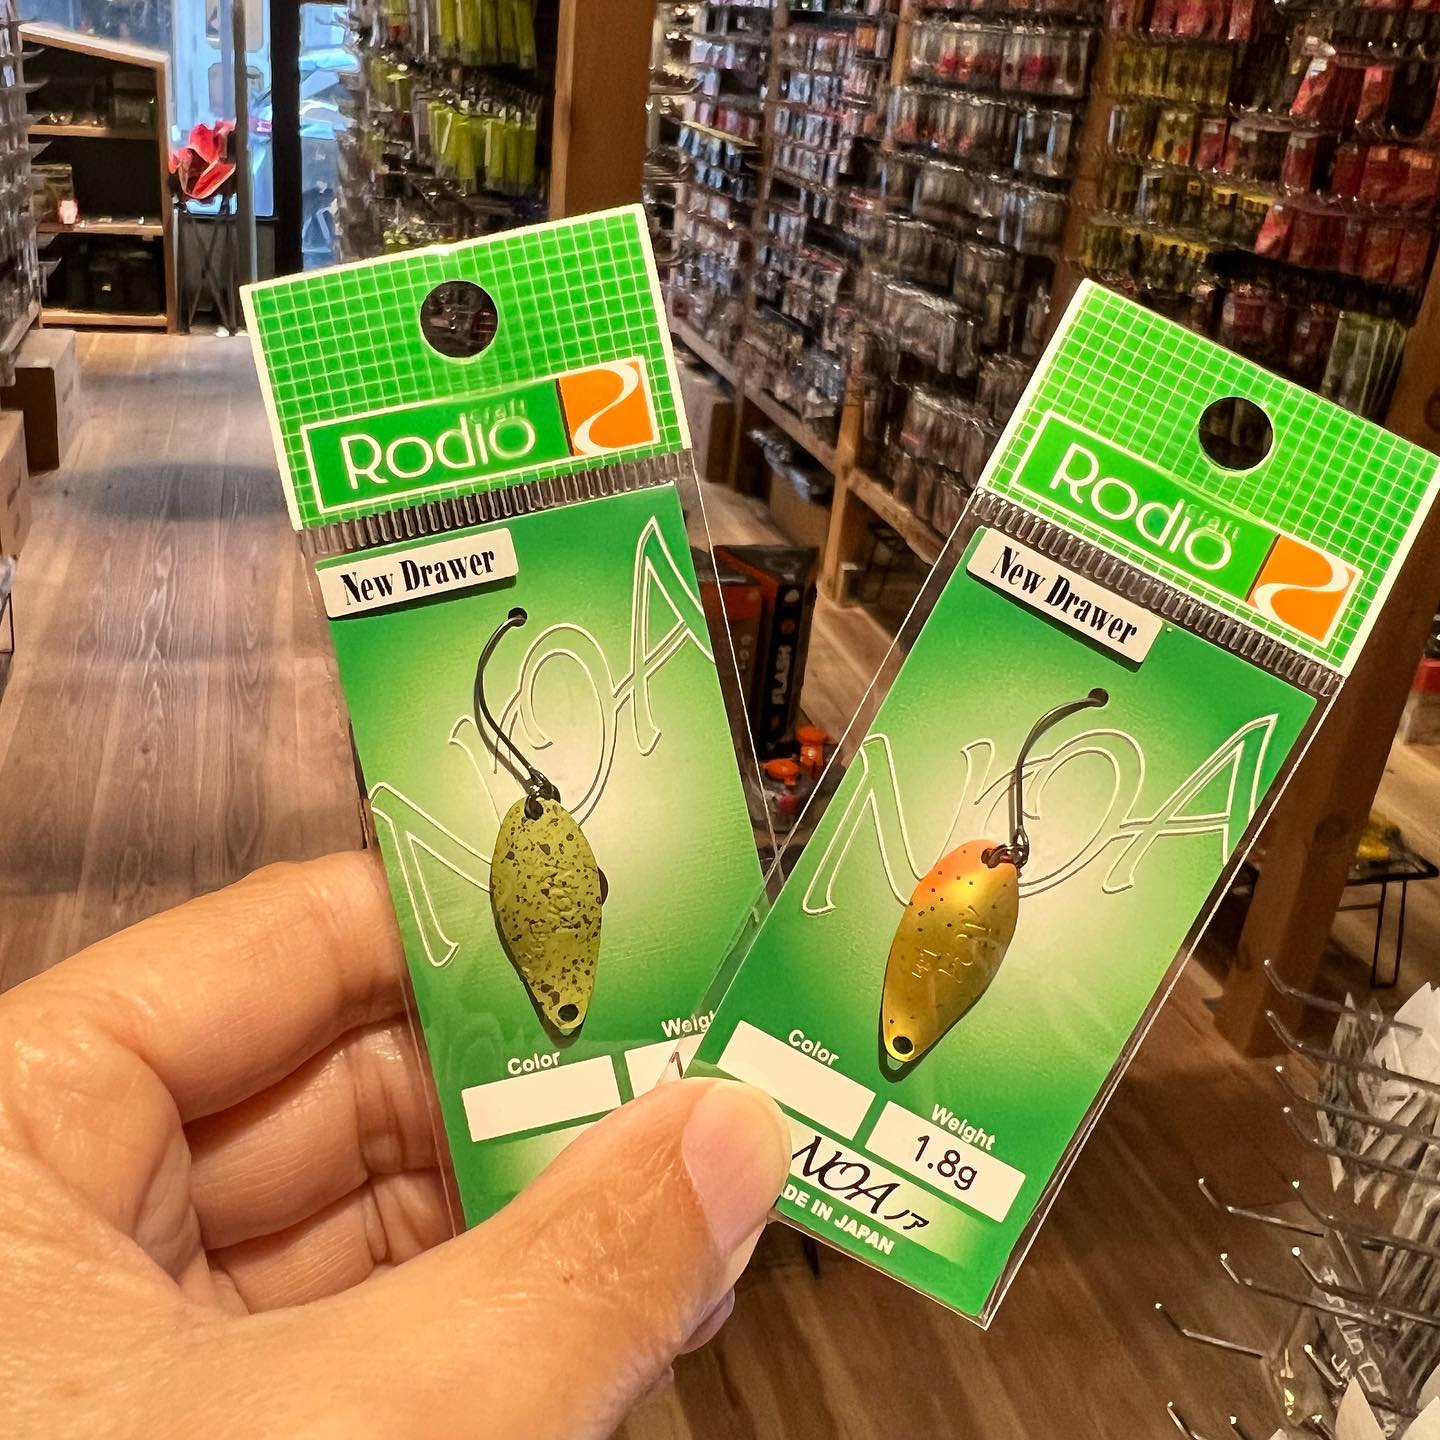 Rodio
craft
New Drawer
NOA
Color
Rodio
craft
New Drawer
NOA
Color
Weight
1.8g
NOA ノア
DE IN JAPAN
FLASH